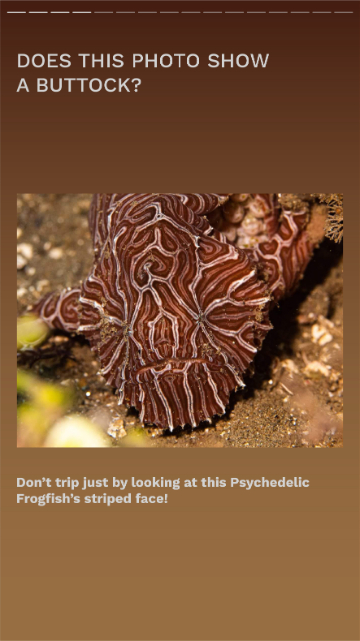 DOES THIS PHOTO SHOW
A BUTTOCK?
Don’t trip just by looking at this Psychedelic
Frogfish’s striped face!